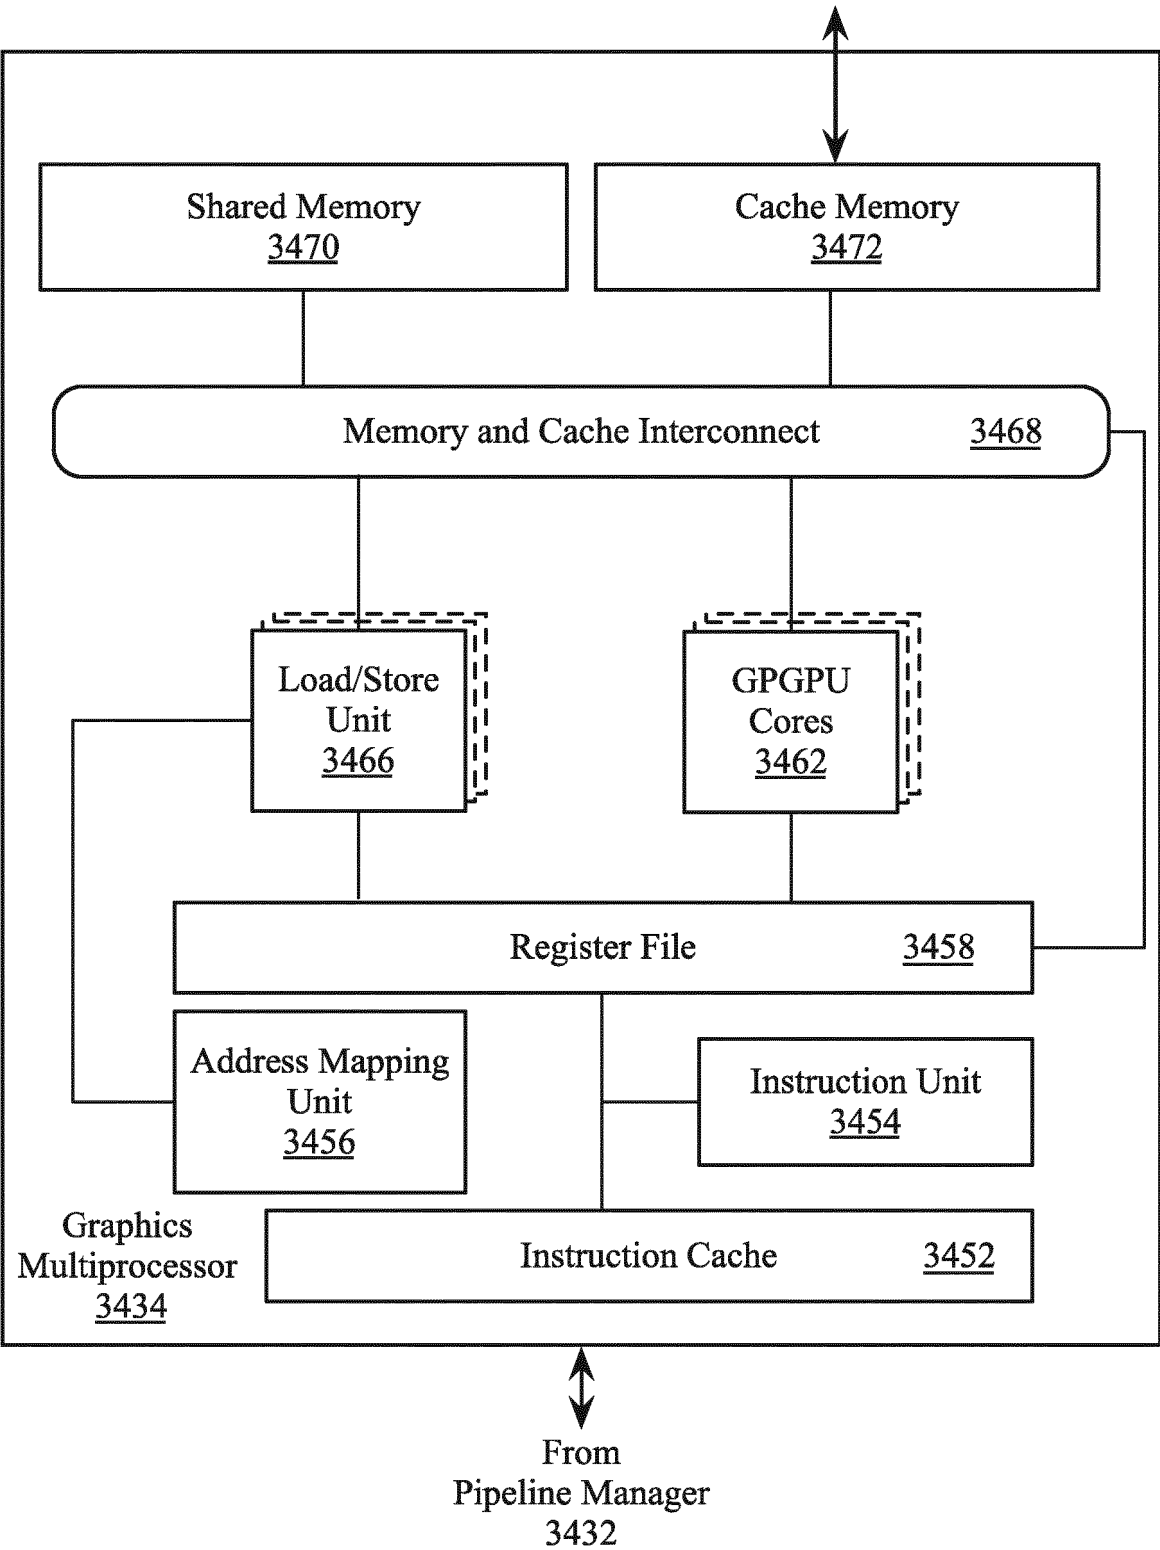 Shared Memory
3470
Cache Memory
3472
Memory and Cache Interconnect 3468
Load/Store
Unit
3466
GPGPU
Cores
3462
Register File 3458
Address Mapping
Unit
3456
Instruction Unit
3454
Graphics
Multiprocessor
3434
Instruction Cache 3452
From
Pipeline Manager
3432